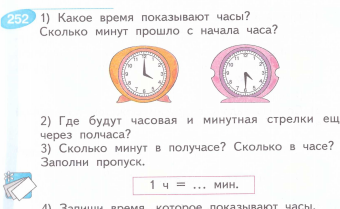 252 1) Какое время показывают часы?
Сколько минут прошло с начала часа?
2) Где будут часовая и минутная стрелки ещ
через полчаса?
3) Сколько минут в получасе? Сколько в часе?
Заполни пропуск.
1 ч = ... мин.
4) Запиши время, которое показывают часы.